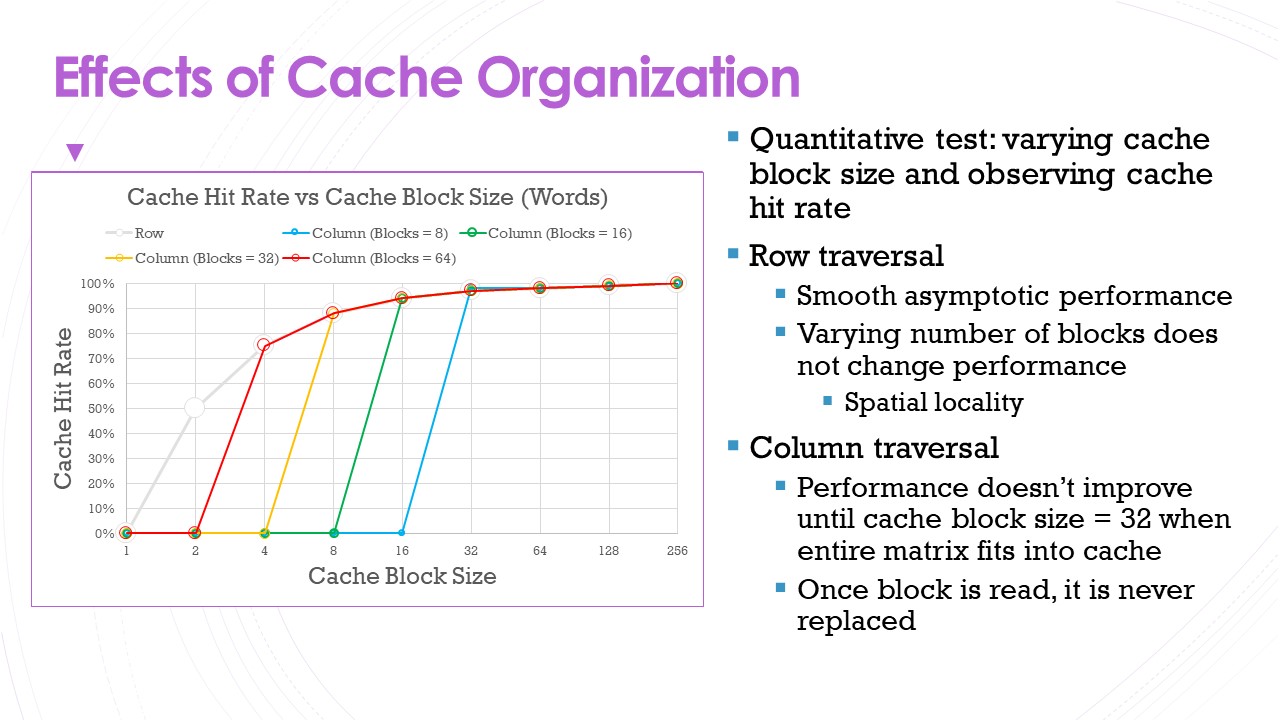 Effects of Cache Organization
Cache Hit Rate vs Cache Block Size (Words)
Row
Column (Blocks = 8)
Column (Blocks = 16)
Column (Blocks = 32)
Column (Blocks = 64)
100%
90%
80%
70%
60%
50%
40%
30%
20%
10%
0%
Cache Hit Rate
1 2 4 8 16 32 64 128 256
Cache Block Size
Quantitative test: varying cache
block size and observing cache
hit rate
Row traversal
Smooth asymptotic performance
Varying number of blocks does
not change performance
Spatial locality
Column traversal
Performance doesn’t improve
until cache block size = 32 when
entire matrix fits into cache
Once block is read, it is never
replaced